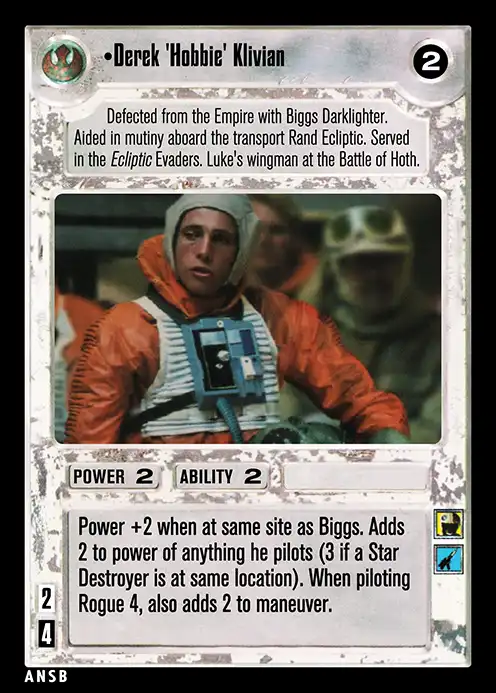 •Derek 'Hobbie' Klivian
2
Defected from the Empire with Biggs Darklighter.
Aided in mutiny aboard the transport Rand Ecliptic. Served
in the Ecliptic Evaders. Luke's wingman at the Battle of Hoth.
POWER 2 ABILITY 2
Power +2 when at same site as Biggs. Adds
2 to power of anything he pilots (3 if a Star
Destroyer is at same location). When piloting
Rogue 4, also adds 2 to maneuver.
2
4
ANSB